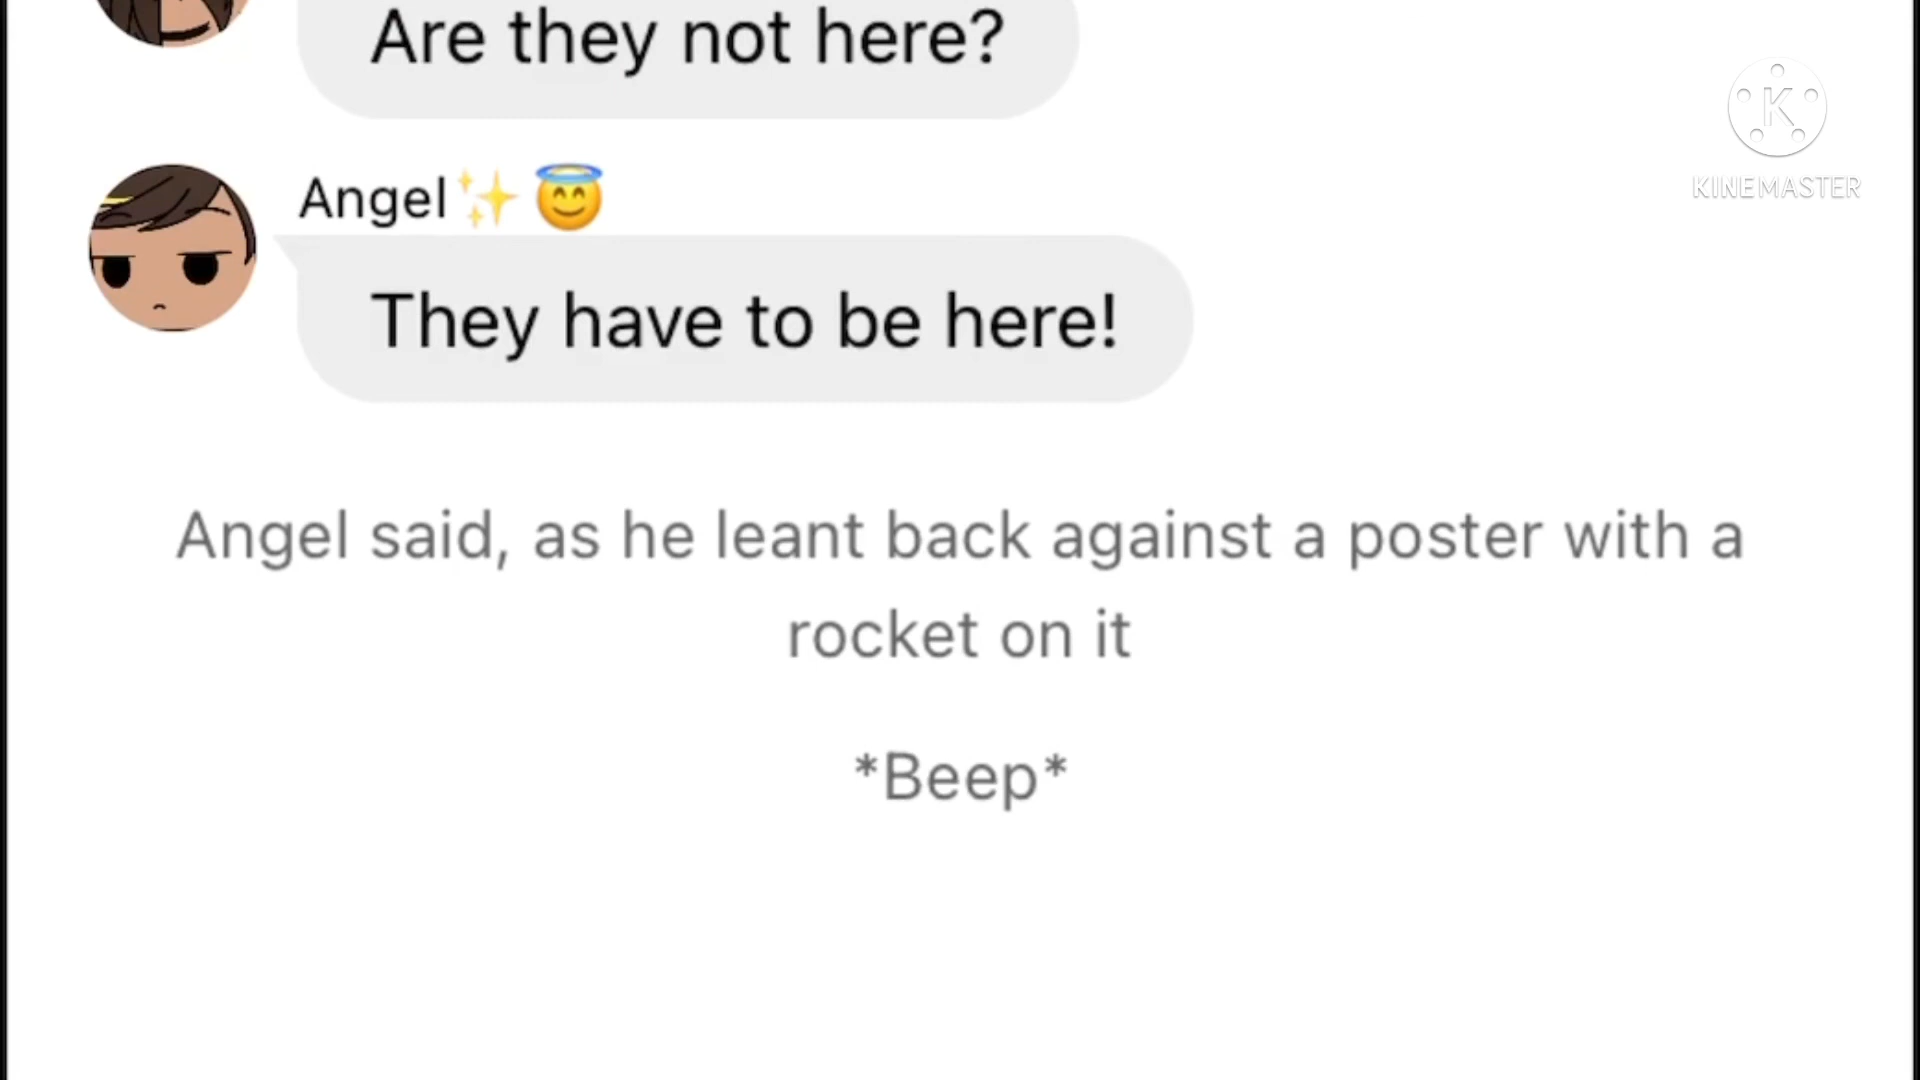 Are they not here?
Angel✨😇
They have to be here!
Angel said, as he leant back against a poster with a
rocket on it
*Beep*
K
KINEMASTER